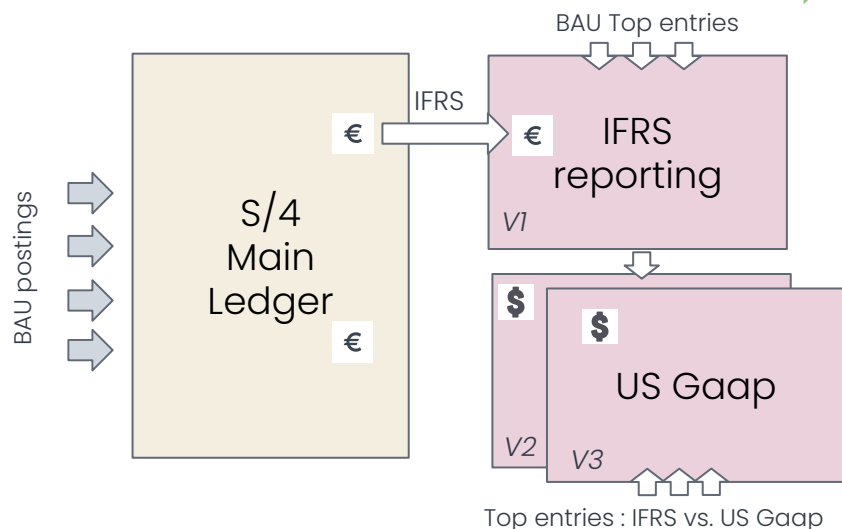 BAU Top entries
IFRS
€
€
IFRS
reporting
V1
BAU postings
S/4
Main
Ledger
€
$
$
US Gaap
V2
V3
Top entries : IFRS vs. US Gaap